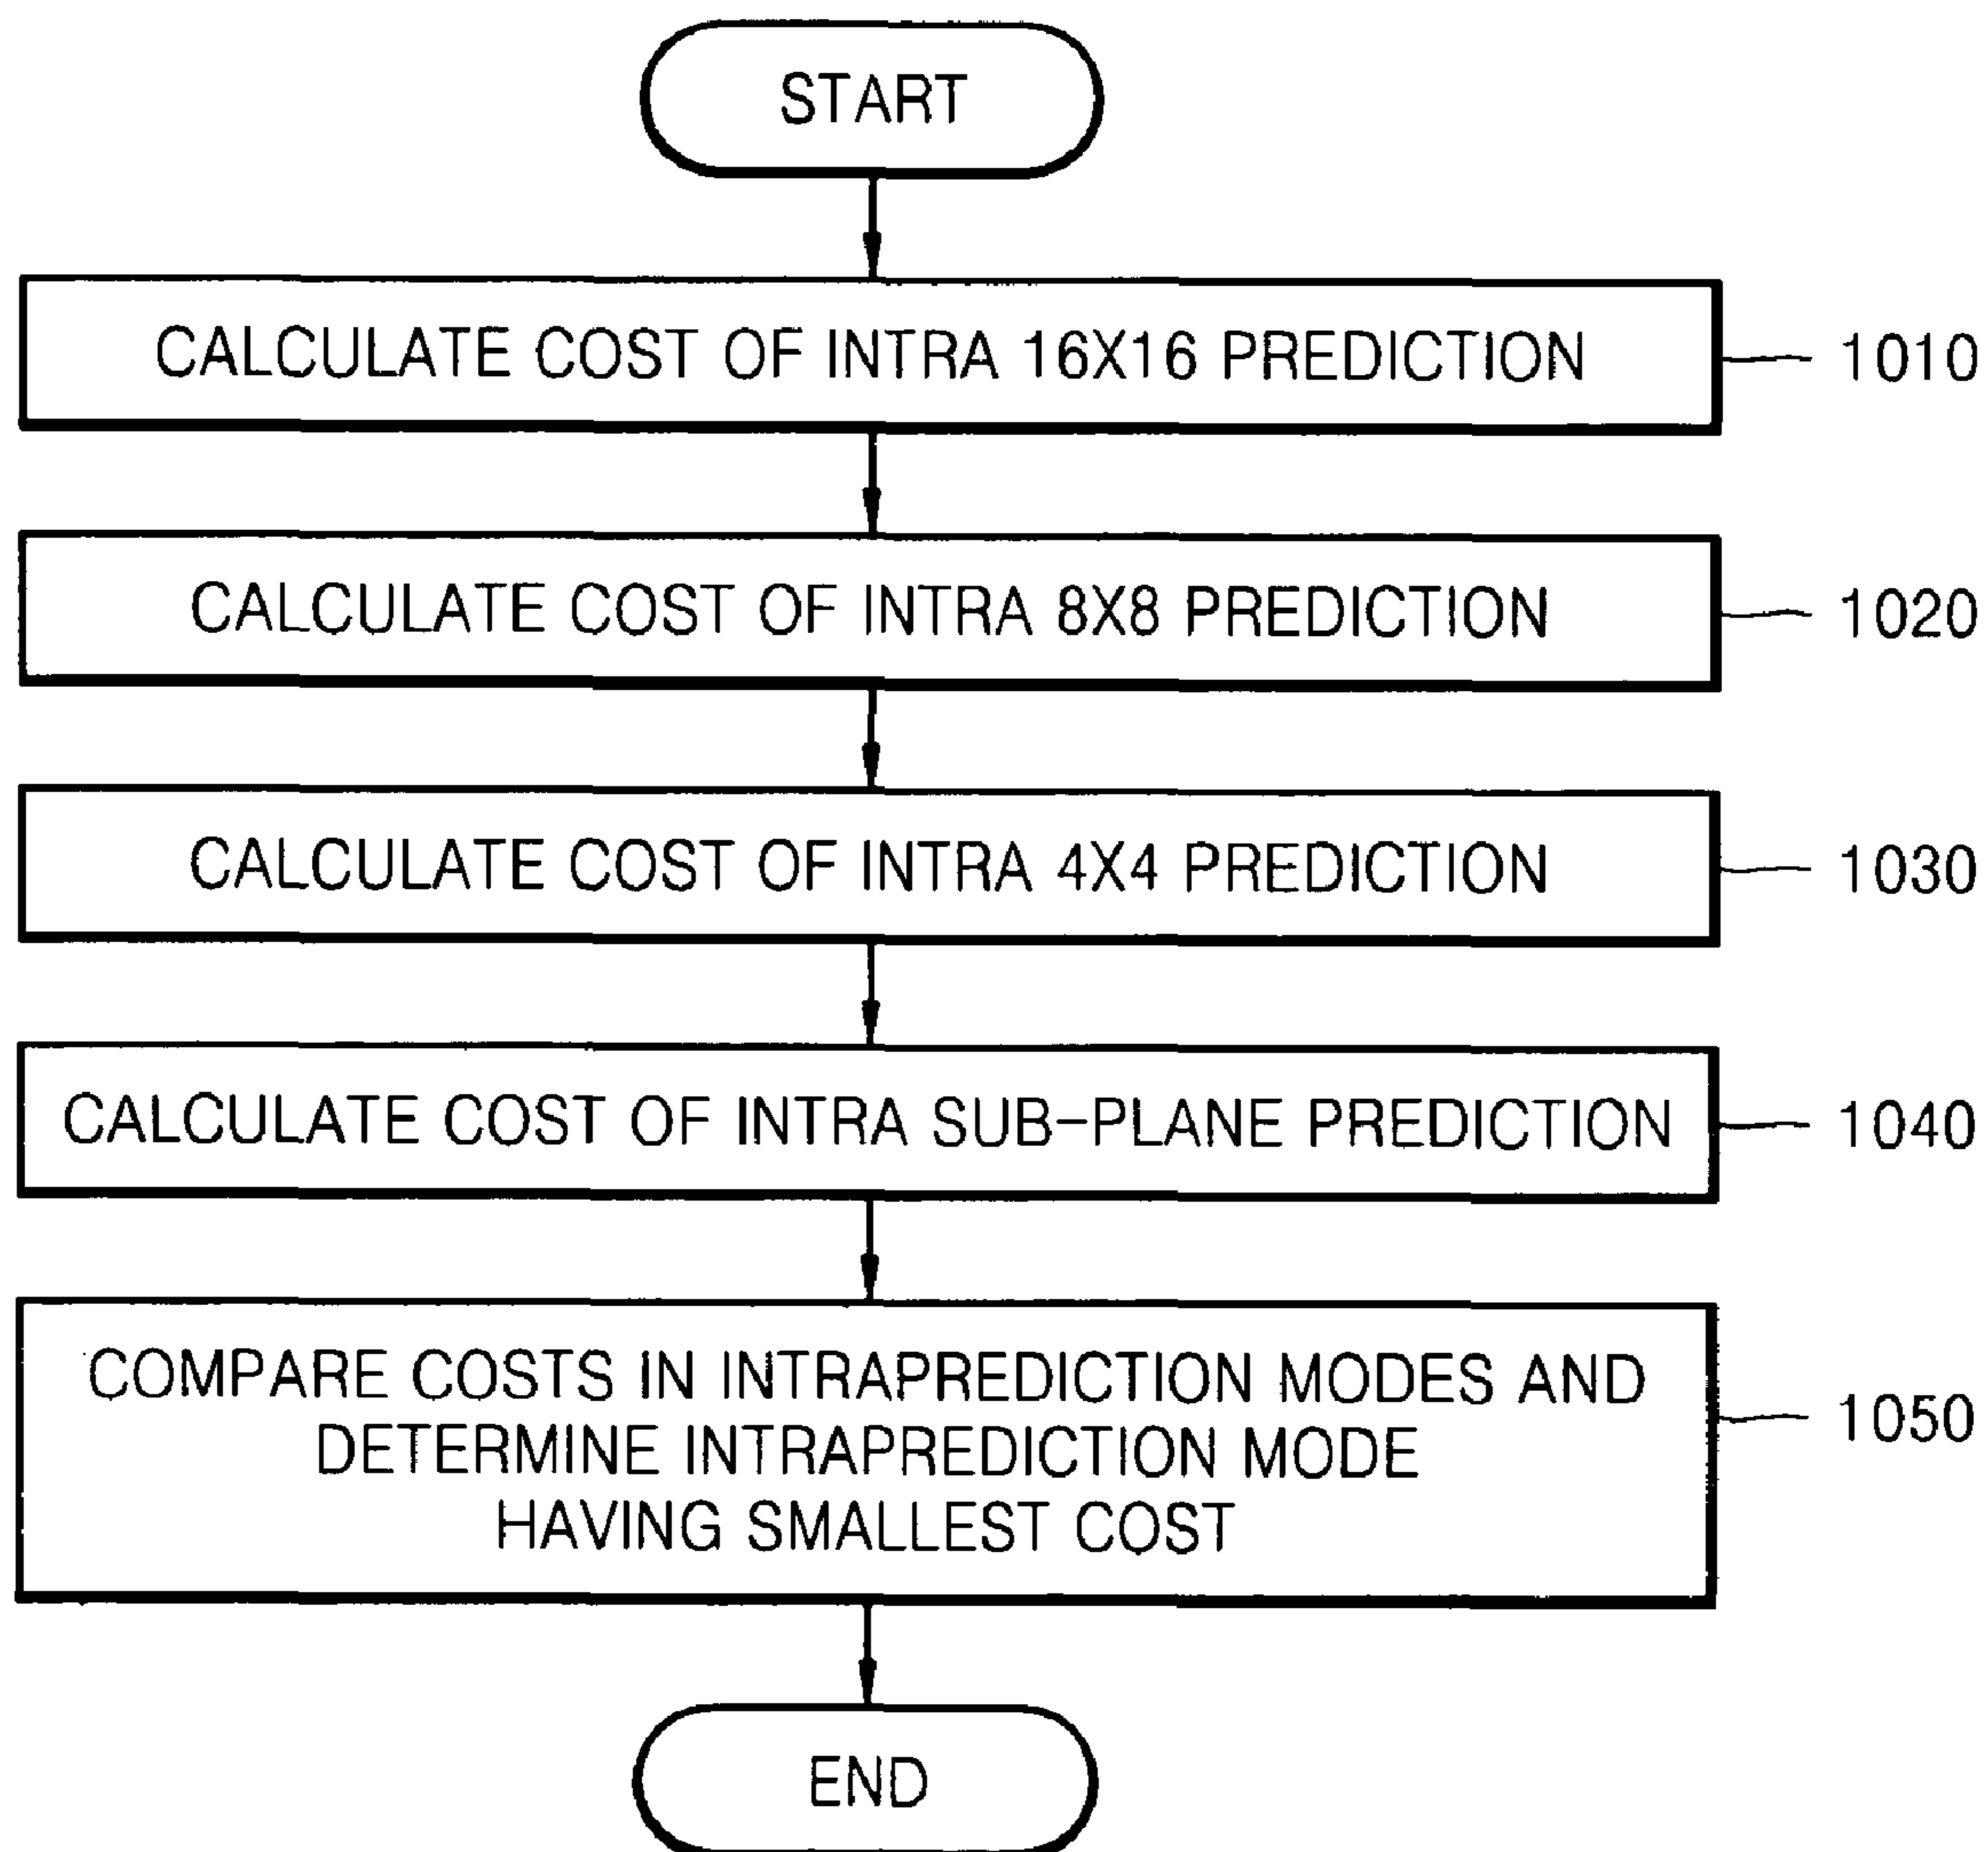 START
CALCULATE COST OF INTRA 16X16 PREDICTION
1010
CALCULATE COST OF INTRA 8X8 PREDICTION
1020
CALCULATE COST OF INTRA 4X4 PREDICTION
1030
CALCULATE COST OF INTRA SUB-PLANE PREDICTION
1040
COMPARE COSTS IN INTRAPREDICTION MODES AND
DETERMINE INTRAPREDICTION MODE
HAVING SMALLEST COST
1050
END